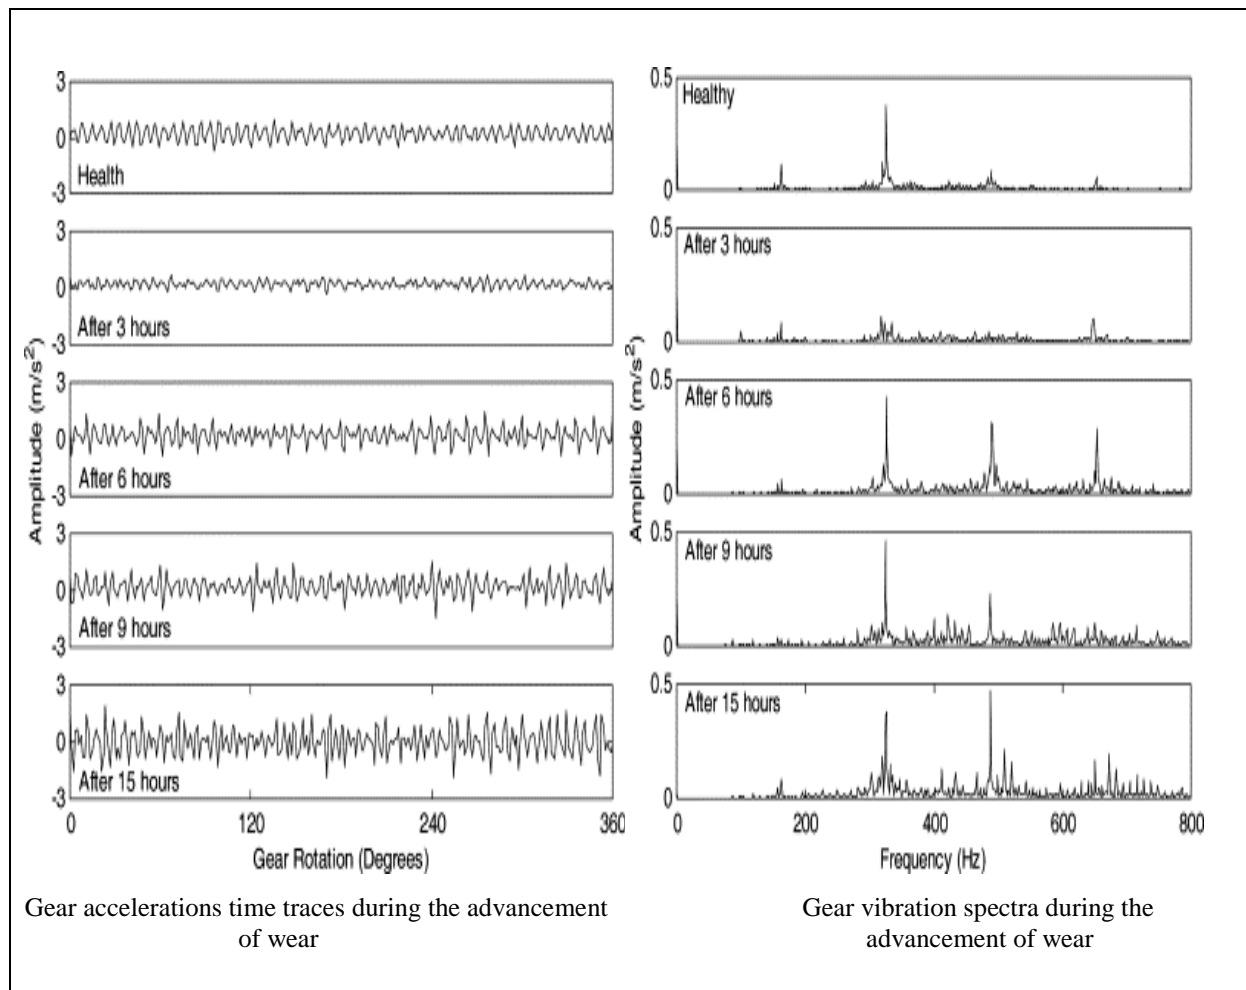 3
0
-3
Health
3
0
-3
After 3 hours
3
0
-3
After 6 hours
3
0
-3
After 9 hours
3
0
-3
After 15 hours
0 120 240 360
Gear Rotation (Degrees)
Amplitude (m/s²)
0.5
0
Healthy
0.5
0
After 3 hours
0.5
0
After 6 hours
0.5
0
After 9 hours
0.5
0
After 15 hours
0 200 400 600 800
Frequency (Hz)
Amplitude (m/s²)
Gear accelerations time traces during the advancement
of wear
Gear vibration spectra during the
advancement of wear